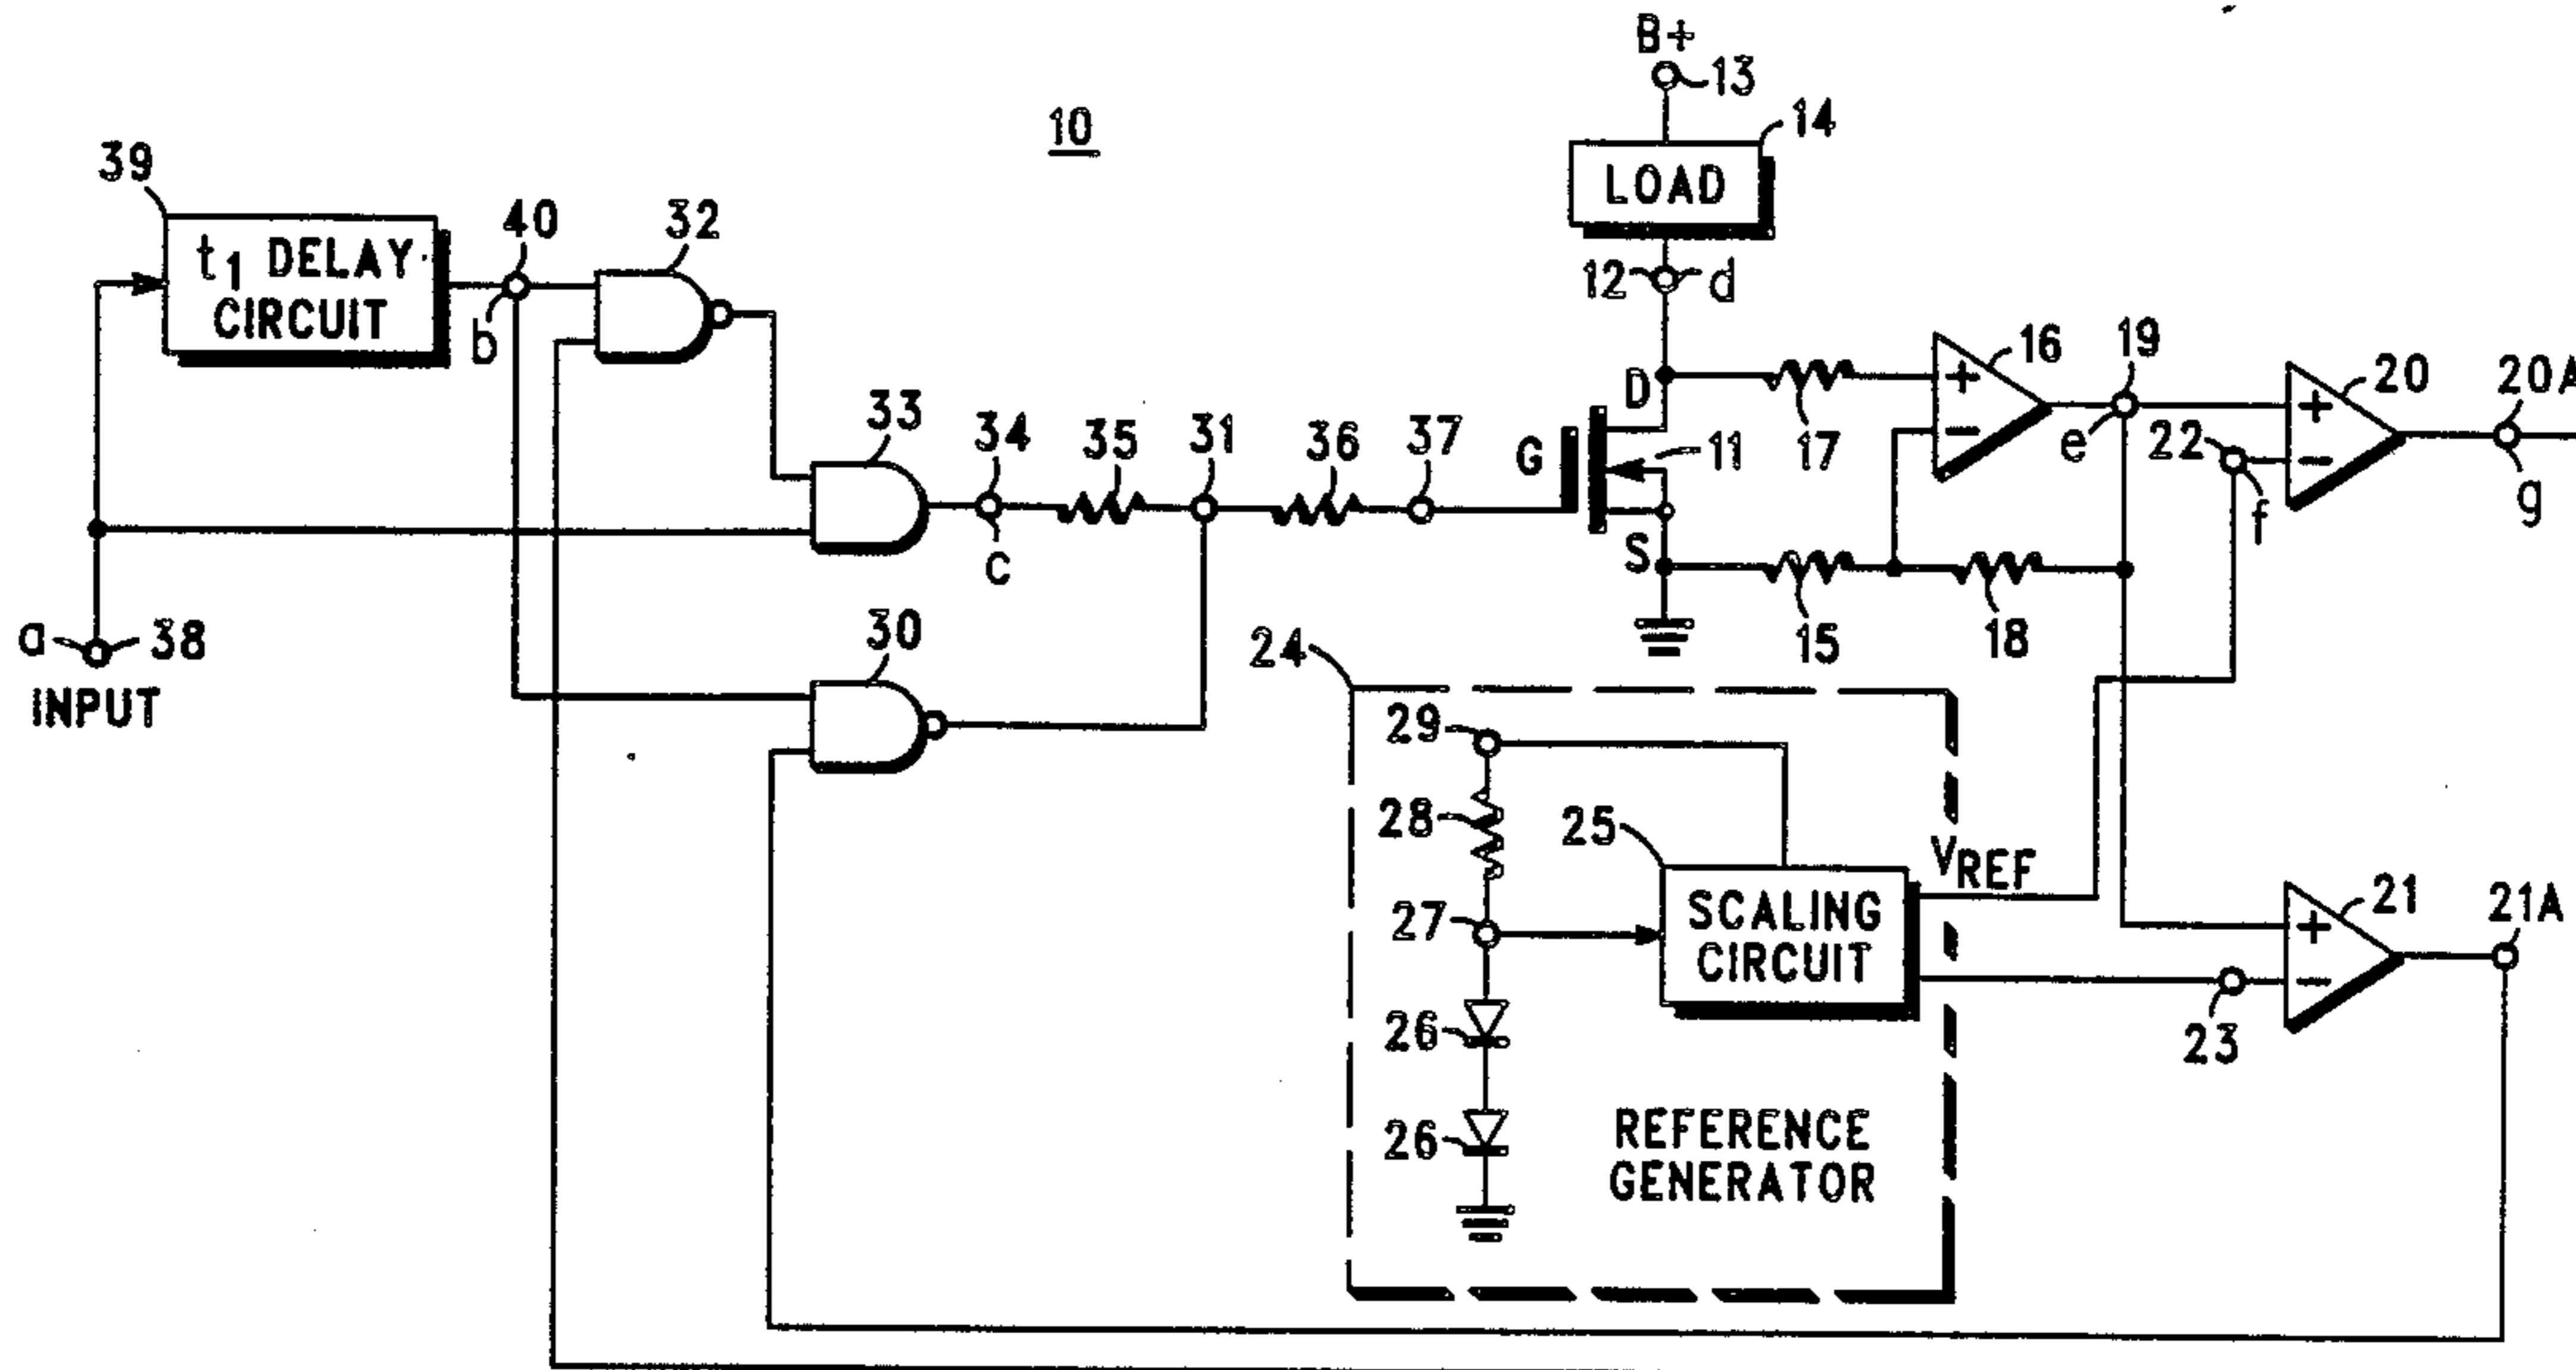 10
B+
13
14
LOAD
12
d
39
t1 DELAY
CIRCUIT
40
b
32
33
34
c
35
31
36
37
G
D
S
11
17
16
+
−
19
e
20
+
−
20A
g
22
f
15
18
a
38
INPUT
30
24
29
28
25
27
SCALING
CIRCUIT
VREF
26
26
REFERENCE
GENERATOR
23
21
+
−
21A